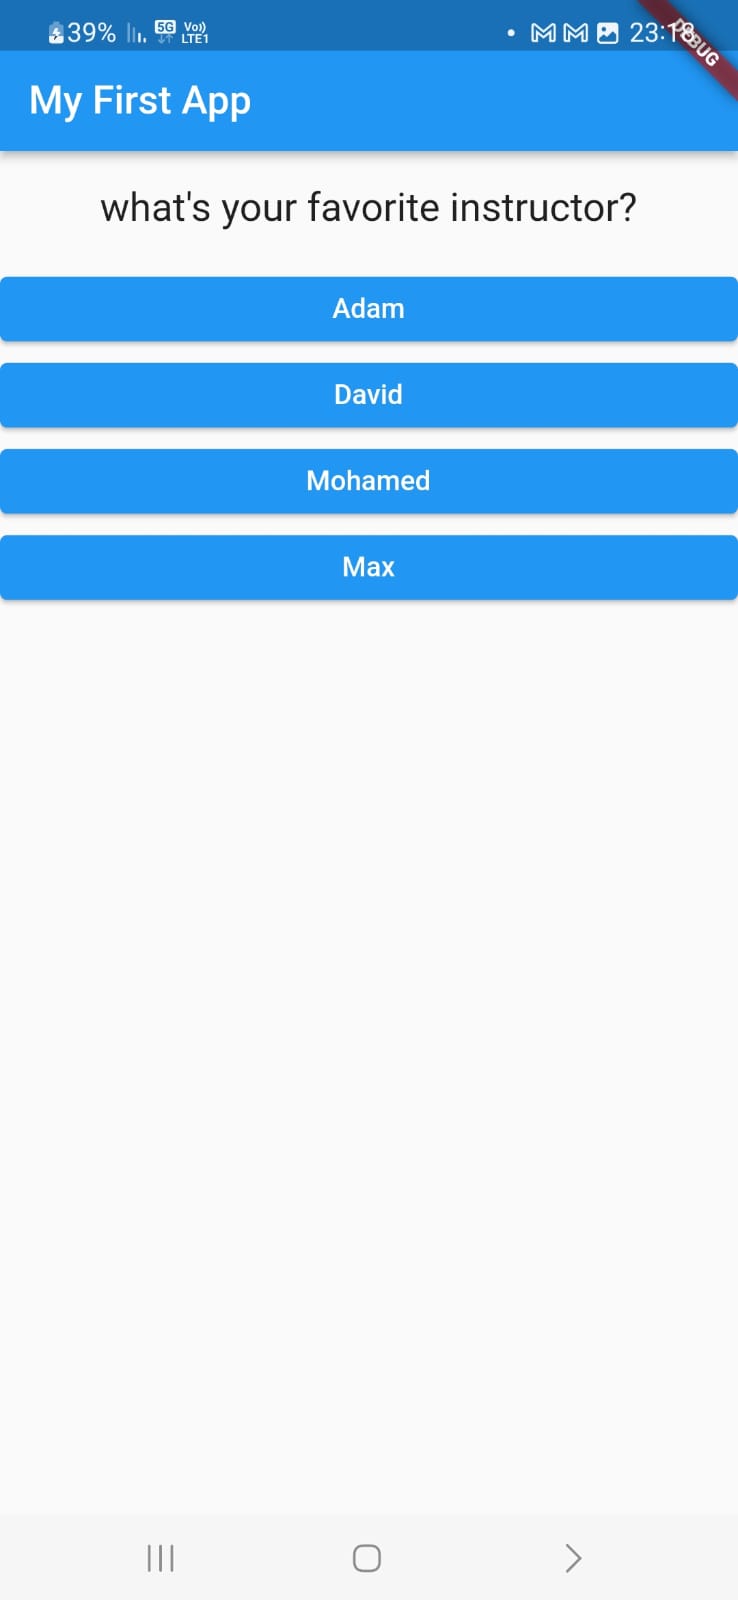 39% 5G Vo)) LTE1 23:18
DEBUG
My First App
what's your favorite instructor?
Adam
David
Mohamed
Max